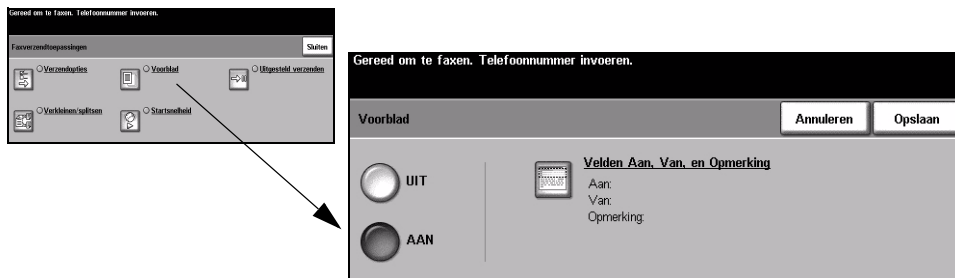 Gereed om te faxen. Telefoonnummer invoeren.
Faxverzendtoepassingen
Sluiten
Verzendopties
Voorblad
Uitgesteld verzenden
Verkleinen/splitsen
Startsnelheid
Gereed om te faxen. Telefoonnummer invoeren.
Voorblad
Annuleren
Opslaan
UIT
AAN
Velden Aan, Van, en Opmerking
Aan:
Van:
Opmerking: